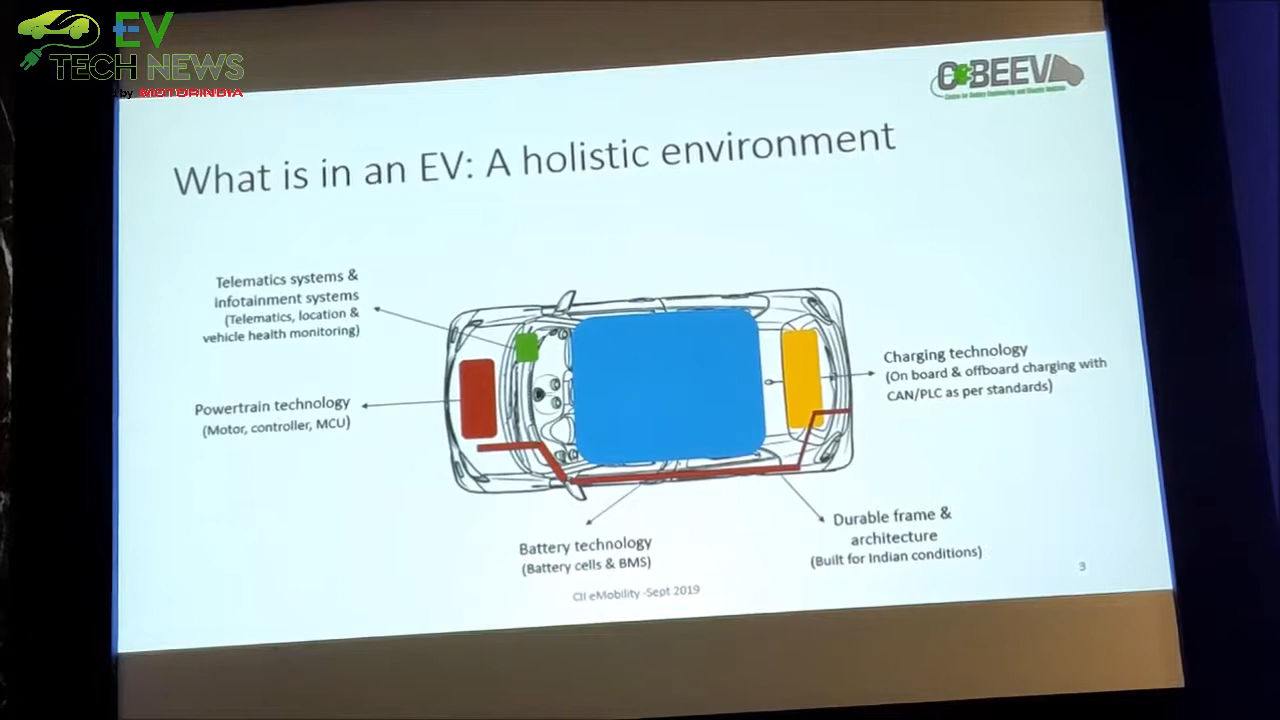 EV
TECH NEWS
by MOTORINDIA
C BEEV
What is in an EV: A holistic environment
Telematics systems &
infotainment systems
(Telematics, location &
vehicle health monitoring)
Powertrain technology
(Motor, controller, MCU)
Charging technology
(On board & offboard charging with
CAN/PLC as per standards)
Battery technology
(Battery cells & BMS)
Durable frame &
architecture
(Built for Indian conditions)
CII eMobility -Sept 2019
3